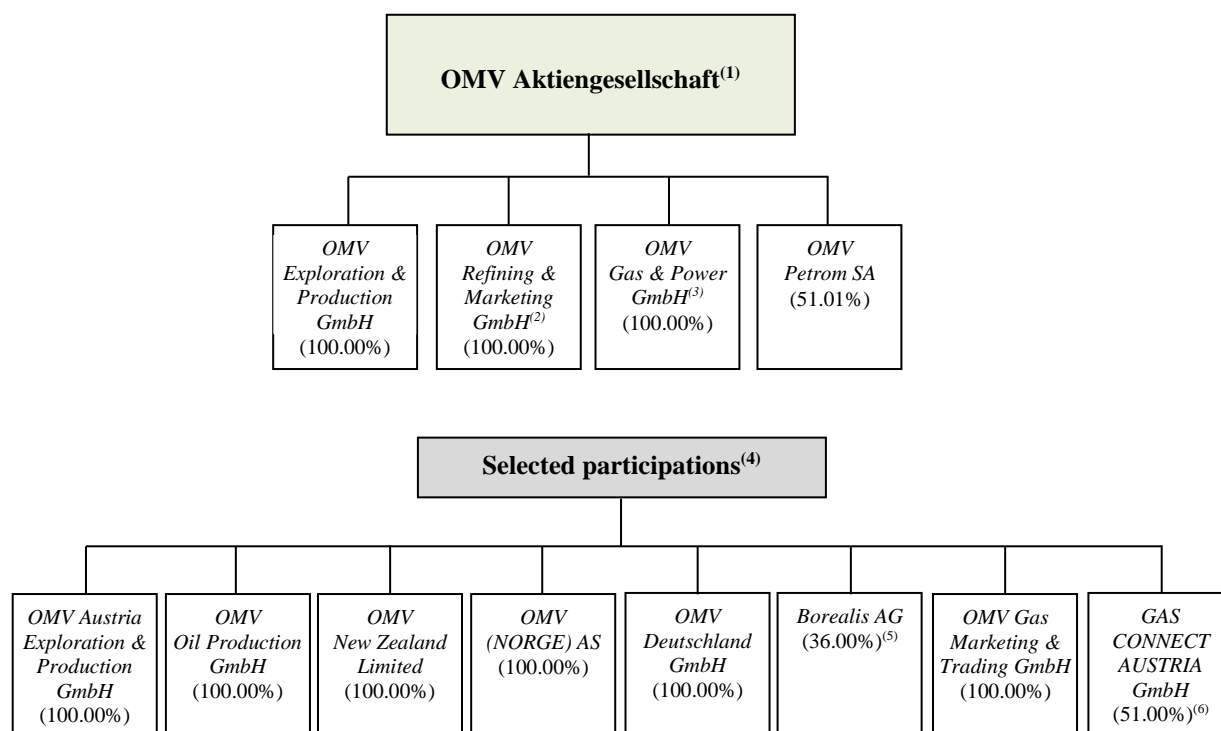 OMV Aktiengesellschaft(1)
OMV
Exploration &
Production
GmbH
(100.00%)
OMV
Refining &
Marketing
GmbH(2)
(100.00%)
OMV
Gas & Power
GmbH(3)
(100.00%)
OMV
Petrom SA
(51.01%)
Selected participations(4)
OMV Austria
Exploration &
Production
GmbH
(100.00%)
OMV
Oil Production
GmbH
(100.00%)
OMV
New Zealand
Limited
(100.00%)
OMV
(NORGE) AS
(100.00%)
OMV
Deutschland
GmbH
(100.00%)
Borealis AG
(36.00%)(5)
OMV Gas
Marketing &
Trading GmbH
(100.00%)
GAS
CONNECT
AUSTRIA
GmbH
(51.00%)(6)